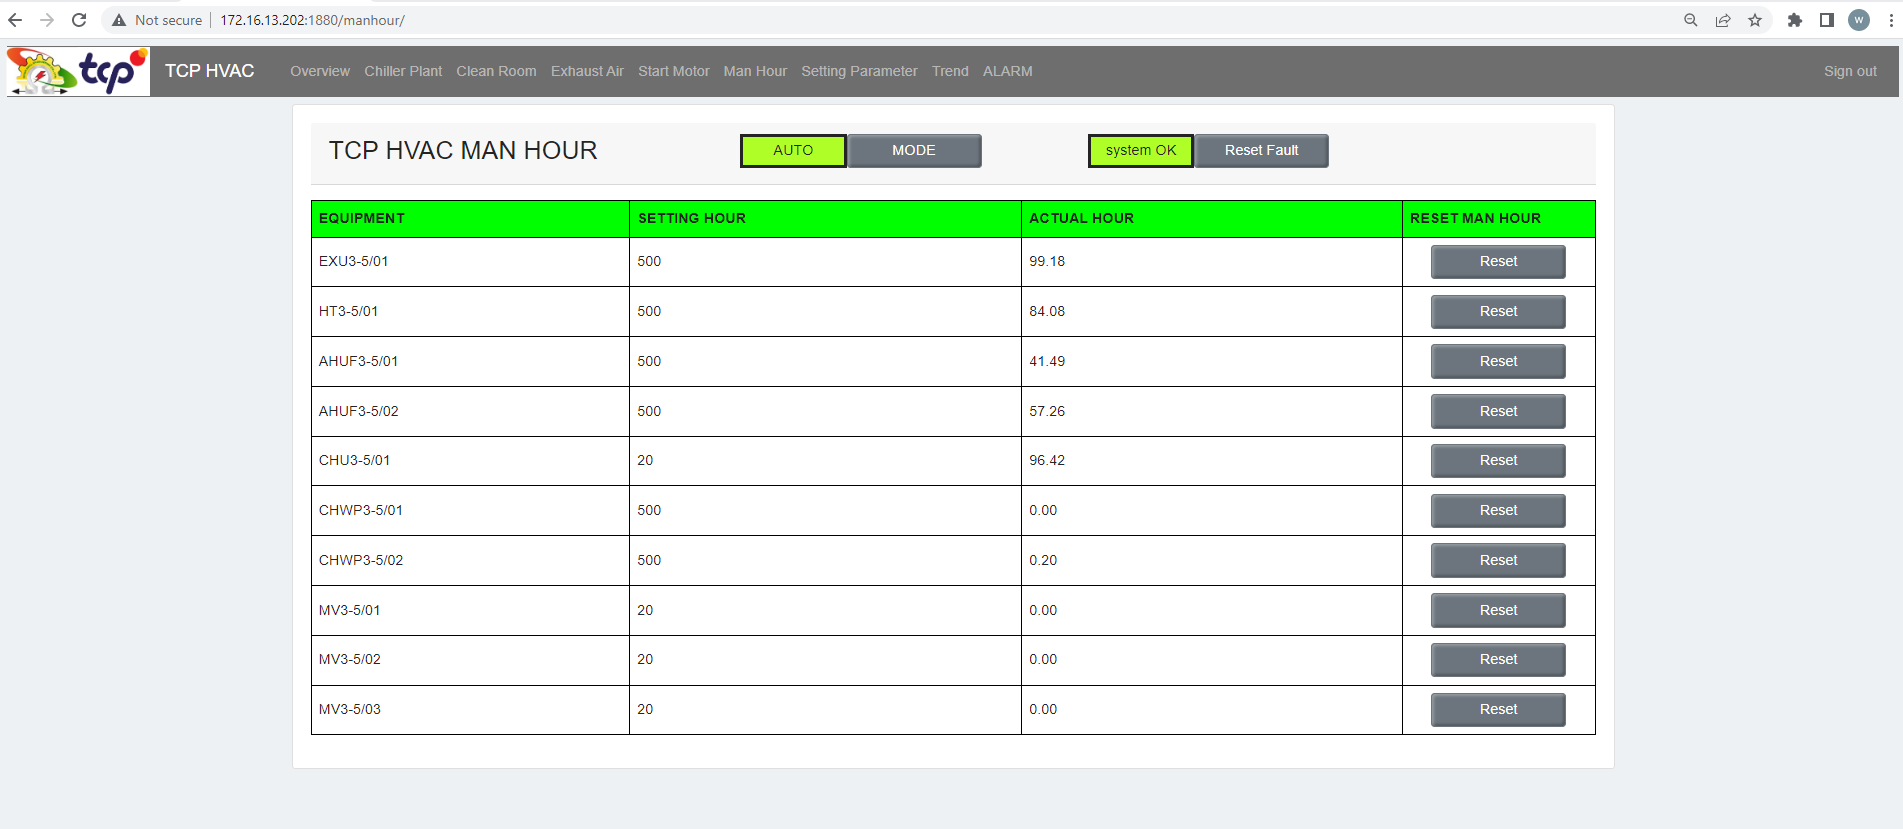 Not secure 172.16.13.202:1880/manhour/ W
tcp TCP HVAC Overview Chiller Plant Clean Room Exhaust Air Start Motor Man Hour Setting Parameter Trend ALARM Sign out
TCP HVAC MAN HOUR AUTO MODE system OK Reset Fault
EQUIPMENT SETTING HOUR ACTUAL HOUR RESET MAN HOUR
EXU3-5/01 500 99.18 Reset
HT3-5/01 500 84.08 Reset
AHUF3-5/01 500 41.49 Reset
AHUF3-5/02 500 57.26 Reset
CHU3-5/01 20 96.42 Reset
CHWP3-5/01 500 0.00 Reset
CHWP3-5/02 500 0.20 Reset
MV3-5/01 20 0.00 Reset
MV3-5/02 20 0.00 Reset
MV3-5/03 20 0.00 Reset